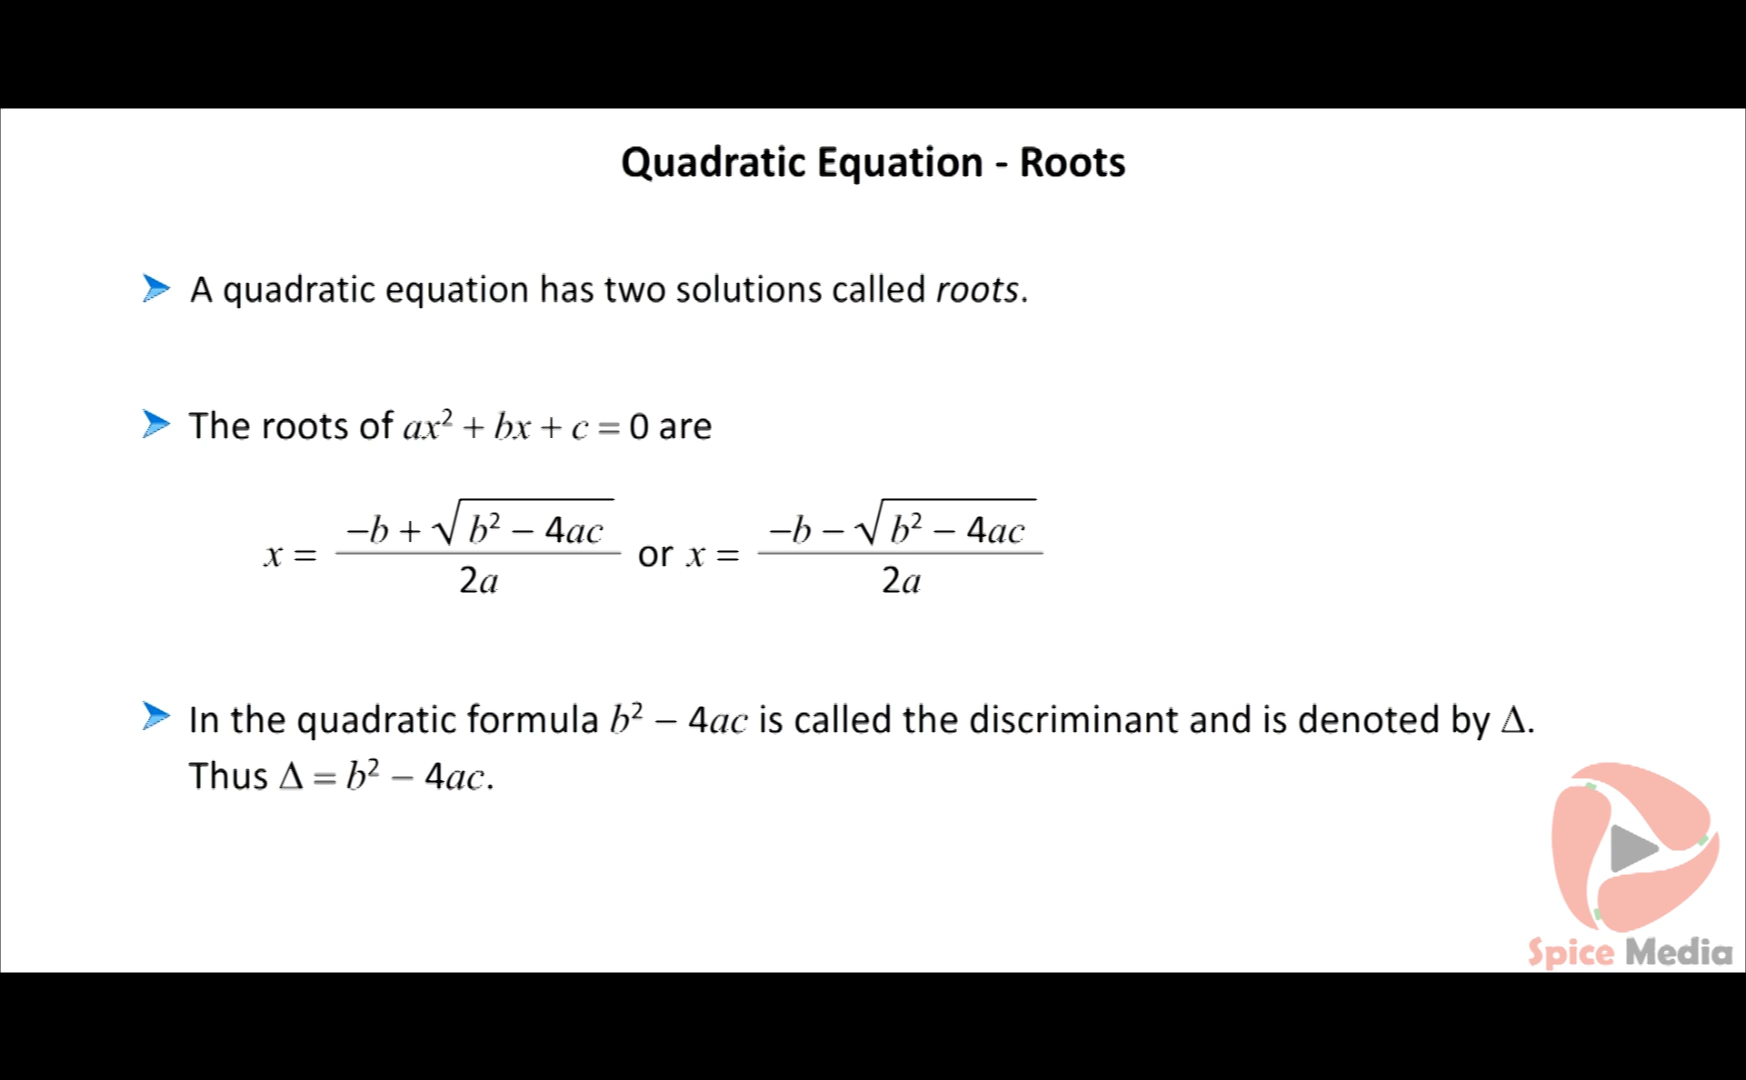 Quadratic Equation - Roots
A quadratic equation has two solutions called roots.
The roots of ax² + bx + c = 0 are
x = (−b + √(b² − 4ac)) / 2a or x = (−b − √(b² − 4ac)) / 2a
In the quadratic formula b² − 4ac is called the discriminant and is denoted by Δ.
Thus Δ = b² − 4ac.
Spice Media